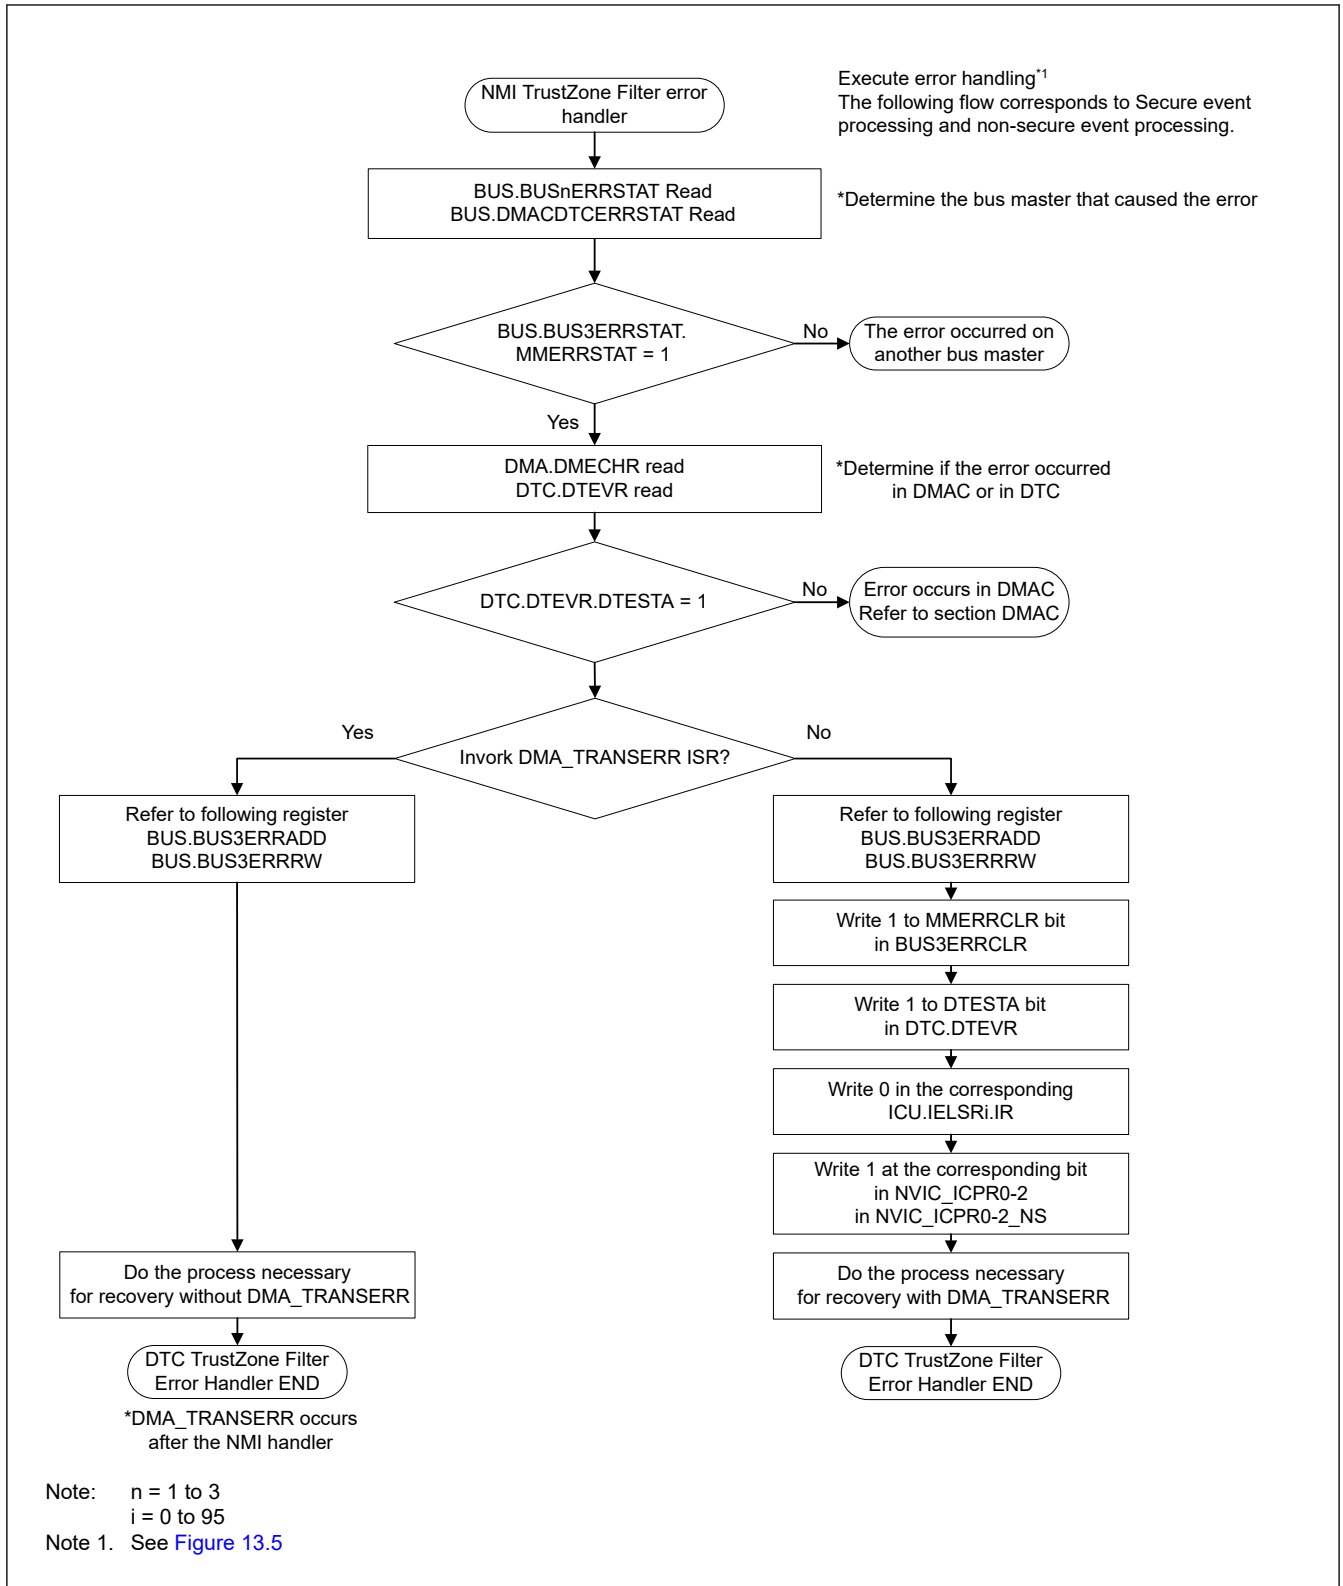 NMI TrustZone Filter error
handler
Execute error handling*1
The following flow corresponds to Secure event
processing and non-secure event processing.
BUS.BUSnERRSTAT Read
BUS.DMACDTCERRSTAT Read
*Determine the bus master that caused the error
BUS.BUS3ERRSTAT.
MMERRSTAT = 1
No
The error occurred on
another bus master
Yes
DMA.DMECHR read
DTC.DTEVR read
*Determine if the error occurred
in DMAC or in DTC
DTC.DTEVR.DTESTA = 1
No
Error occurs in DMAC
Refer to section DMAC
Invork DMA_TRANSERR ISR?
Yes
No
Refer to following register
BUS.BUS3ERRADD
BUS.BUS3ERRRW
Do the process necessary
for recovery without DMA_TRANSERR
DTC TrustZone Filter
Error Handler END
*DMA_TRANSERR occurs
after the NMI handler
Refer to following register
BUS.BUS3ERRADD
BUS.BUS3ERRRW
Write 1 to MMERRCLR bit
in BUS3ERRCLR
Write 1 to DTESTA bit
in DTC.DTEVR
Write 0 in the corresponding
ICU.IELSRi.IR
Write 1 at the corresponding bit
in NVIC_ICPR0-2
in NVIC_ICPR0-2_NS
Do the process necessary
for recovery with DMA_TRANSERR
DTC TrustZone Filter
Error Handler END
Note: n = 1 to 3
i = 0 to 95
Note 1. See Figure 13.5